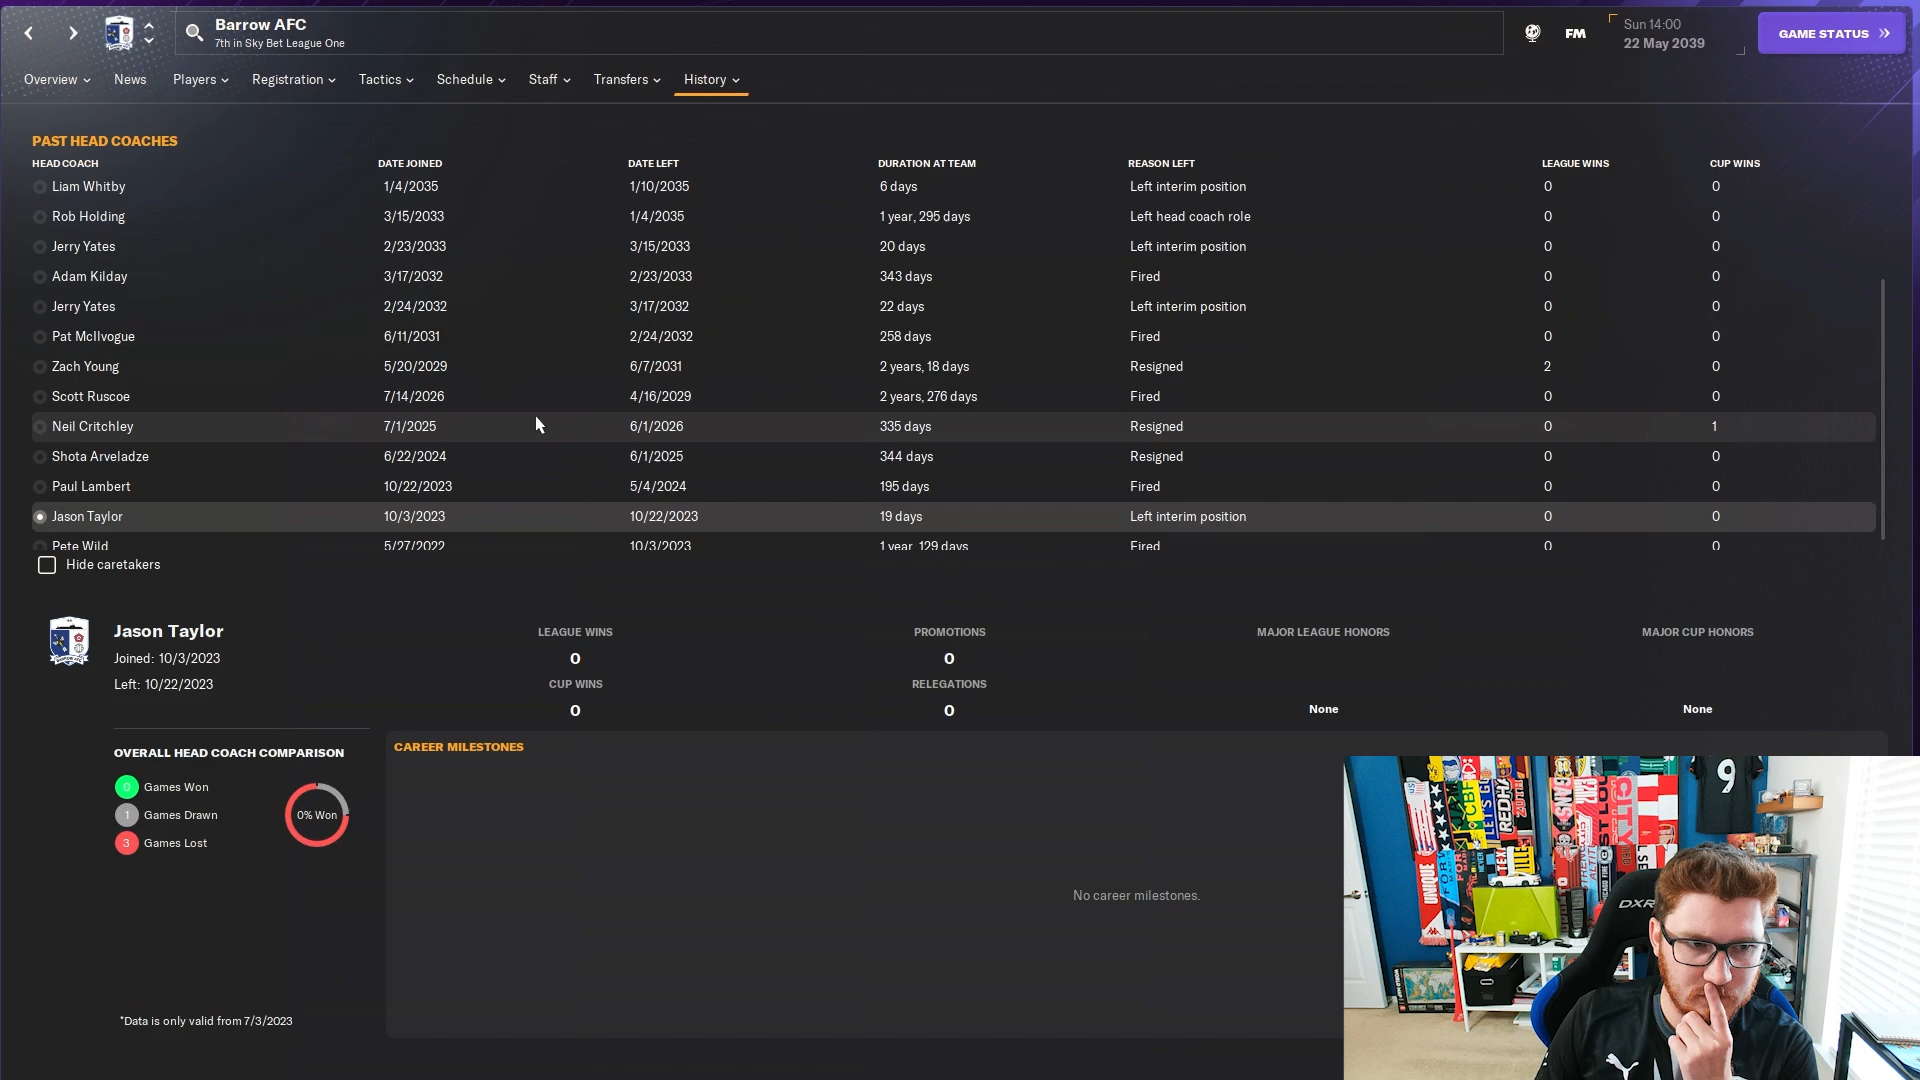 Barrow AFC
7th in Sky Bet League One
FM
Sun 14:00
22 May 2039
GAME STATUS
Overview News Players Registration Tactics Schedule Staff Transfers History
PAST HEAD COACHES
HEAD COACH DATE JOINED DATE LEFT DURATION AT TEAM REASON LEFT LEAGUE WINS CUP WINS
Liam Whitby 1/4/2035 1/10/2035 6 days Left interim position 0 0
Rob Holding 3/15/2033 1/4/2035 1 year, 295 days Left head coach role 0 0
Jerry Yates 2/23/2033 3/15/2033 20 days Left interim position 0 0
Adam Kilday 3/17/2032 2/23/2033 343 days Fired 0 0
Jerry Yates 2/24/2032 3/17/2032 22 days Left interim position 0 0
Pat McIlvogue 6/11/2031 2/24/2032 258 days Fired 0 0
Zach Young 5/20/2029 6/7/2031 2 years, 18 days Resigned 2 0
Scott Ruscoe 7/14/2026 4/16/2029 2 years, 276 days Fired 0 0
Neil Critchley 7/1/2025 6/1/2026 335 days Resigned 0 1
Shota Arveladze 6/22/2024 6/1/2025 344 days Resigned 0 0
Paul Lambert 10/22/2023 5/4/2024 195 days Fired 0 0
Jason Taylor 10/3/2023 10/22/2023 19 days Left interim position 0 0
Pete Wild 5/27/2022 10/3/2023 1 year, 129 days Fired 0 0
Hide caretakers
Jason Taylor
Joined: 10/3/2023
Left: 10/22/2023
LEAGUE WINS PROMOTIONS MAJOR LEAGUE HONORS MAJOR CUP HONORS
0 0
CUP WINS RELEGATIONS
0 0 None None
OVERALL HEAD COACH COMPARISON
0 Games Won
1 Games Drawn
3 Games Lost
0% Won
CAREER MILESTONES
No career milestones.
*Data is only valid from 7/3/2023
9
CITY
UNIQUE
DXR